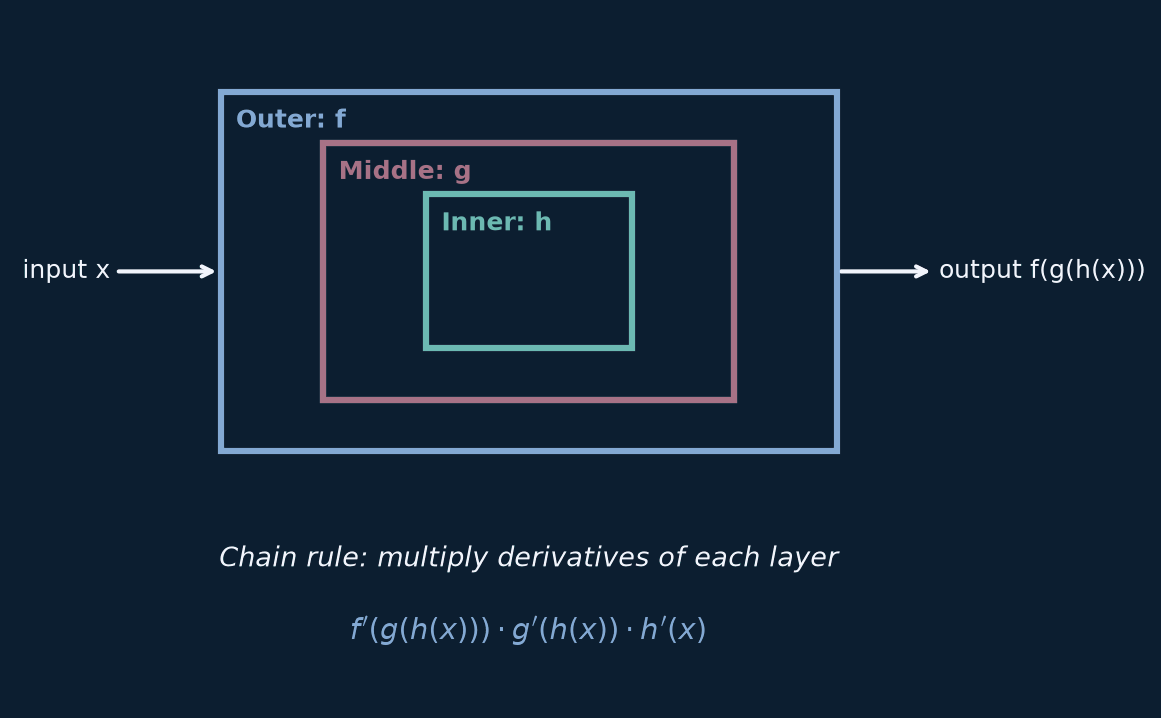 Outer: f
Middle: g
Inner: h
input x
output f(g(h(x)))
Chain rule: multiply derivatives of each layer
f′(g(h(x))) · g′(h(x)) · h′(x)